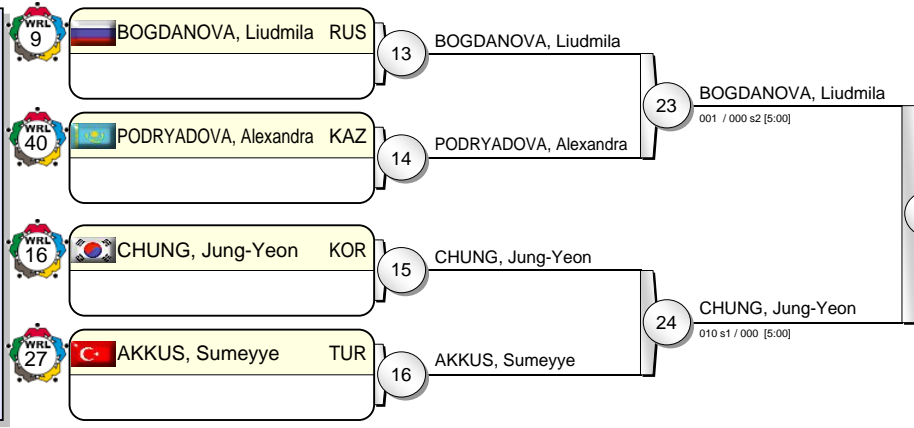 WRL
9
BOGDANOVA, Liudmila RUS
13
BOGDANOVA, Liudmila
23
BOGDANOVA, Liudmila
001 / 000 s2 [5:00]
WRL
40
PODRYADOVA, Alexandra KAZ
14
PODRYADOVA, Alexandra
WRL
16
CHUNG, Jung-Yeon KOR
15
CHUNG, Jung-Yeon
24
CHUNG, Jung-Yeon
010 s1 / 000 [5:00]
WRL
27
AKKUS, Sumeyye TUR
16
AKKUS, Sumeyye